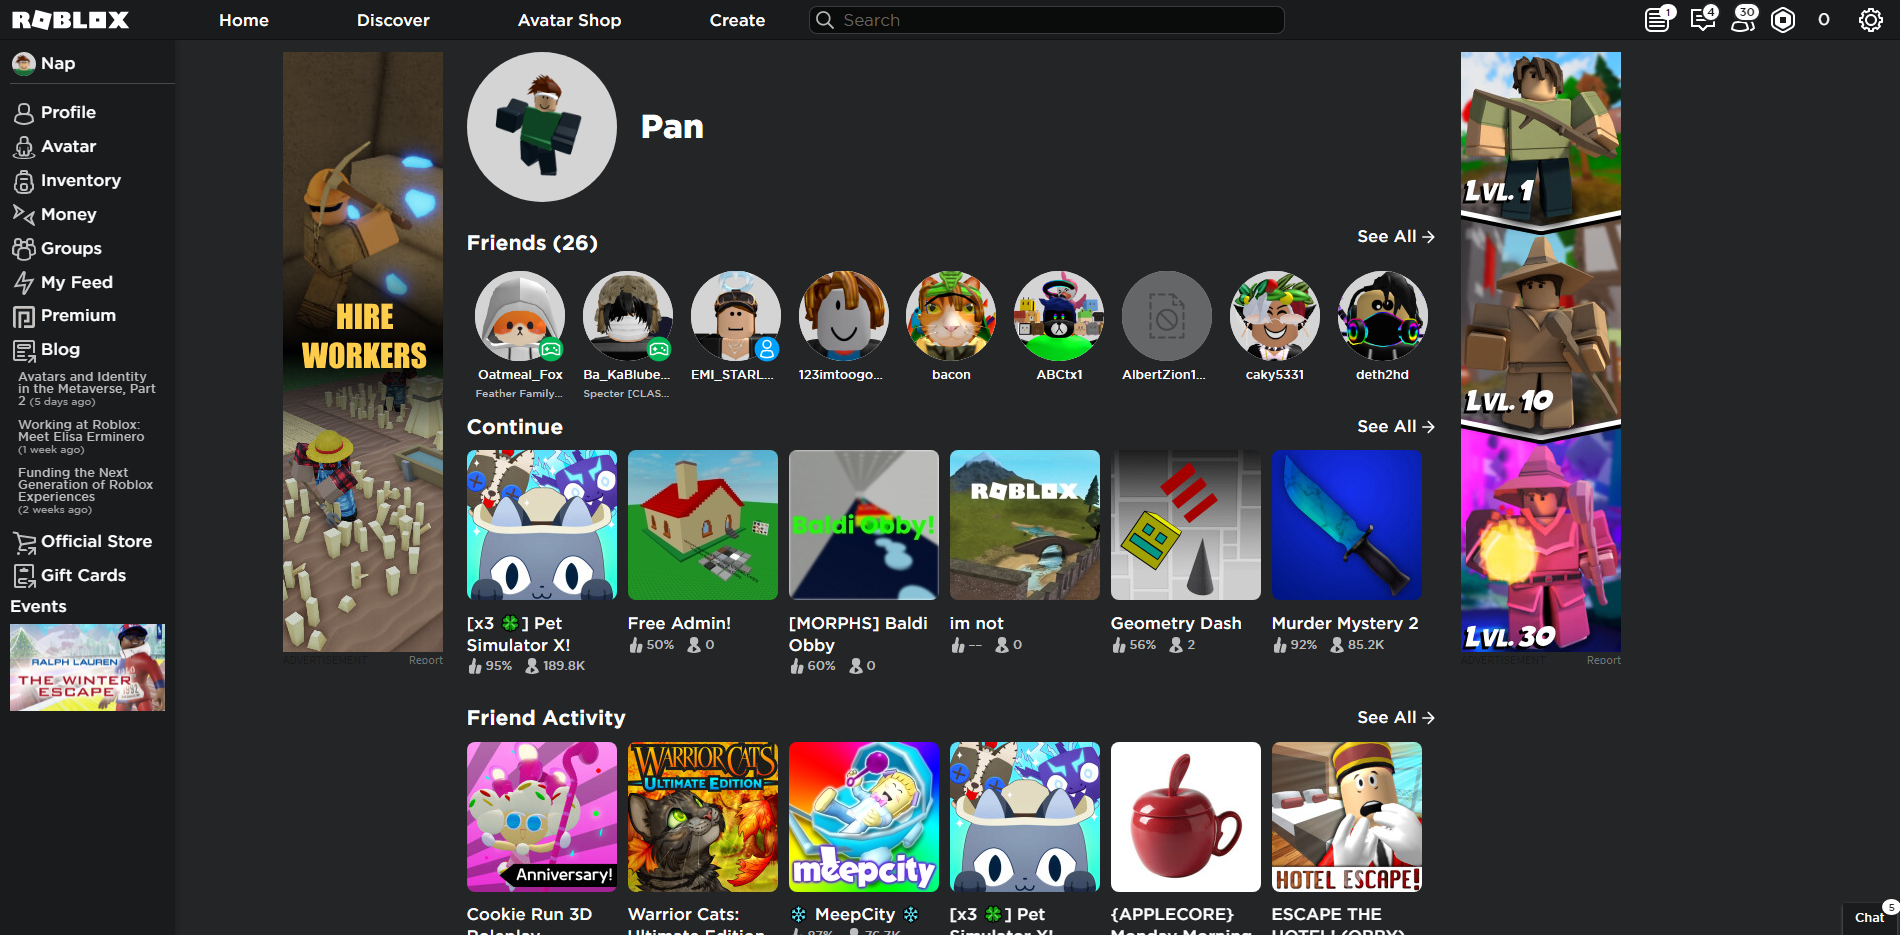 ROBLOX
Home
Discover
Avatar Shop
Create
Search
1
4
30
0
Nap
Profile
Avatar
Inventory
Money
Groups
My Feed
Premium
Blog
Avatars and Identity
in the Metaverse, Part
2 (5 days ago)
Working at Roblox:
Meet Elisa Erminero
(1 week ago)
Funding the Next
Generation of Roblox
Experiences
(2 weeks ago)
Official Store
Gift Cards
Events
RALPH LAUREN
THE WINTER
ESCAPE
HIRE
WORKERS
ADVERTISEMENT
Report
Pan
Friends (26)
See All
Oatmeal_Fox
Feather Family...
Ba_KaBlube...
Specter [CLAS...
EMI_STARL...
123imtoogo...
bacon
ABCtx1
AlbertZion1...
caky5331
deth2hd
Continue
See All
Baldi Obby!
ROBLOX
[x3 🍀] Pet
Simulator X!
95% 189.8K
Free Admin!
50% 0
[MORPHS] Baldi
Obby
60% 0
im not
-- 0
Geometry Dash
56% 2
Murder Mystery 2
92% 85.2K
Friend Activity
See All
Anniversary!
WARRIOR CATS
ULTIMATE EDITION
meepcity
HOTEL ESCAPE!
Cookie Run 3D
Roleplay
Warrior Cats:
Ultimate Edition
❄️ MeepCity ❄️
87% 76.7K
[x3 🍀] Pet
Simulator X!
{APPLECORE}
Monday Morning
ESCAPE THE
HOTEL! (OBBY)
LVL. 1
LVL. 10
LVL. 30
ADVERTISEMENT
Report
Chat
5